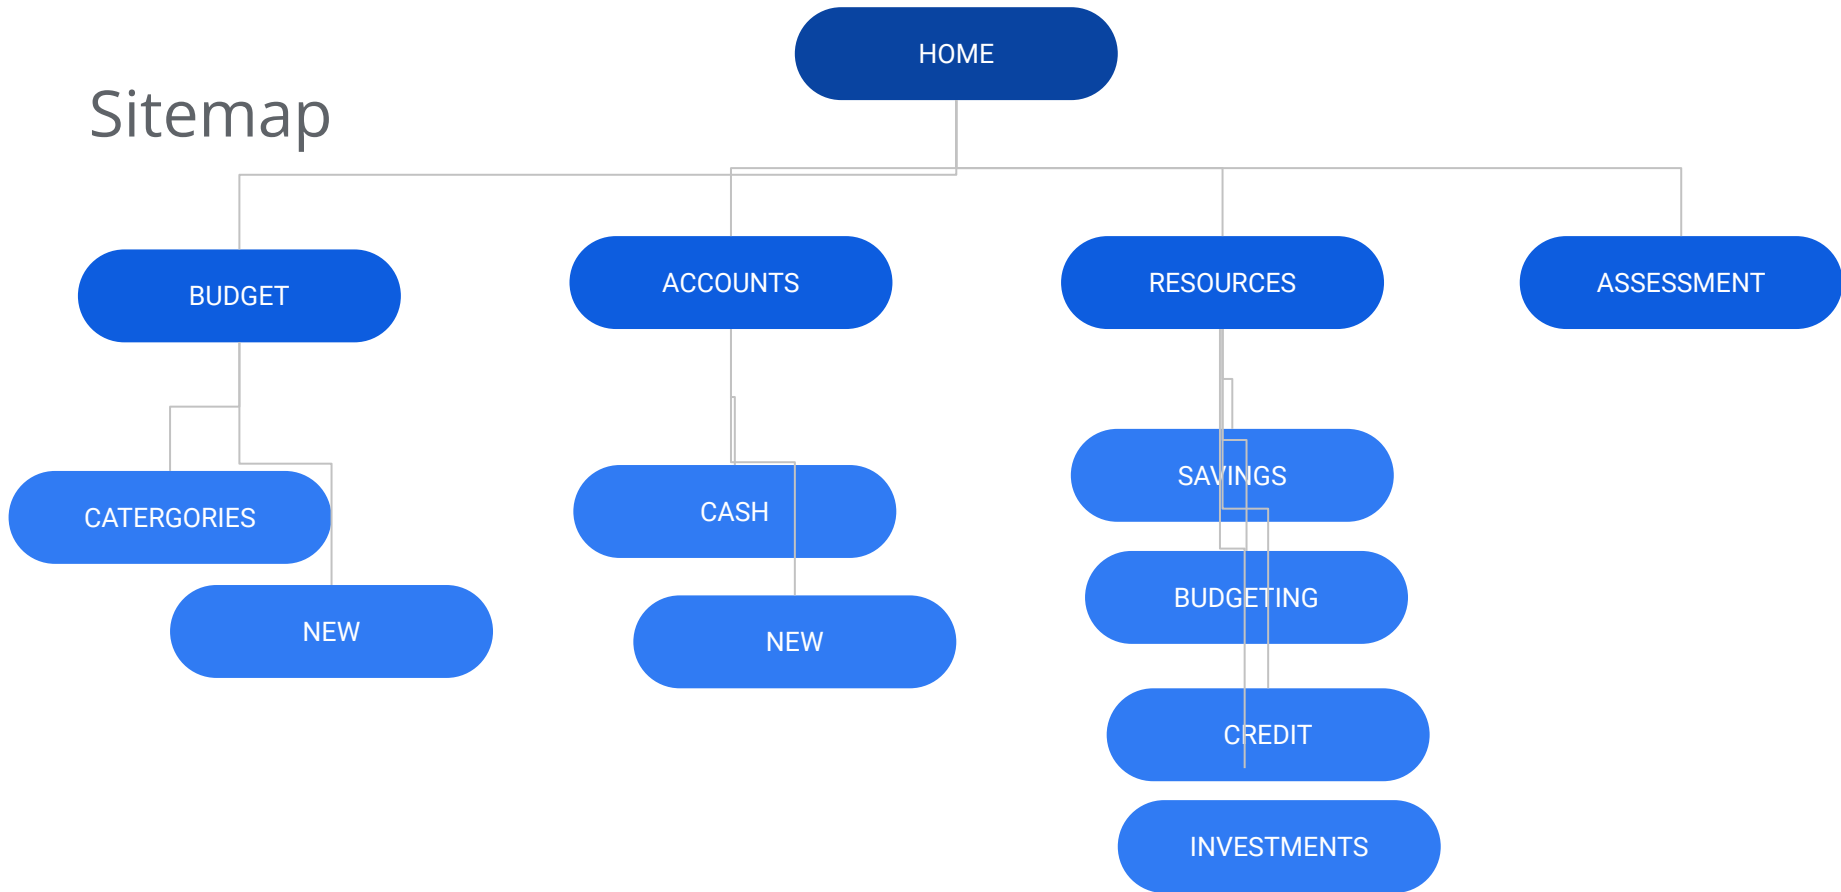 Sitemap
HOME
BUDGET
ACCOUNTS
RESOURCES
ASSESSMENT
CATERGORIES
NEW
CASH
NEW
SAVINGS
BUDGETING
CREDIT
INVESTMENTS